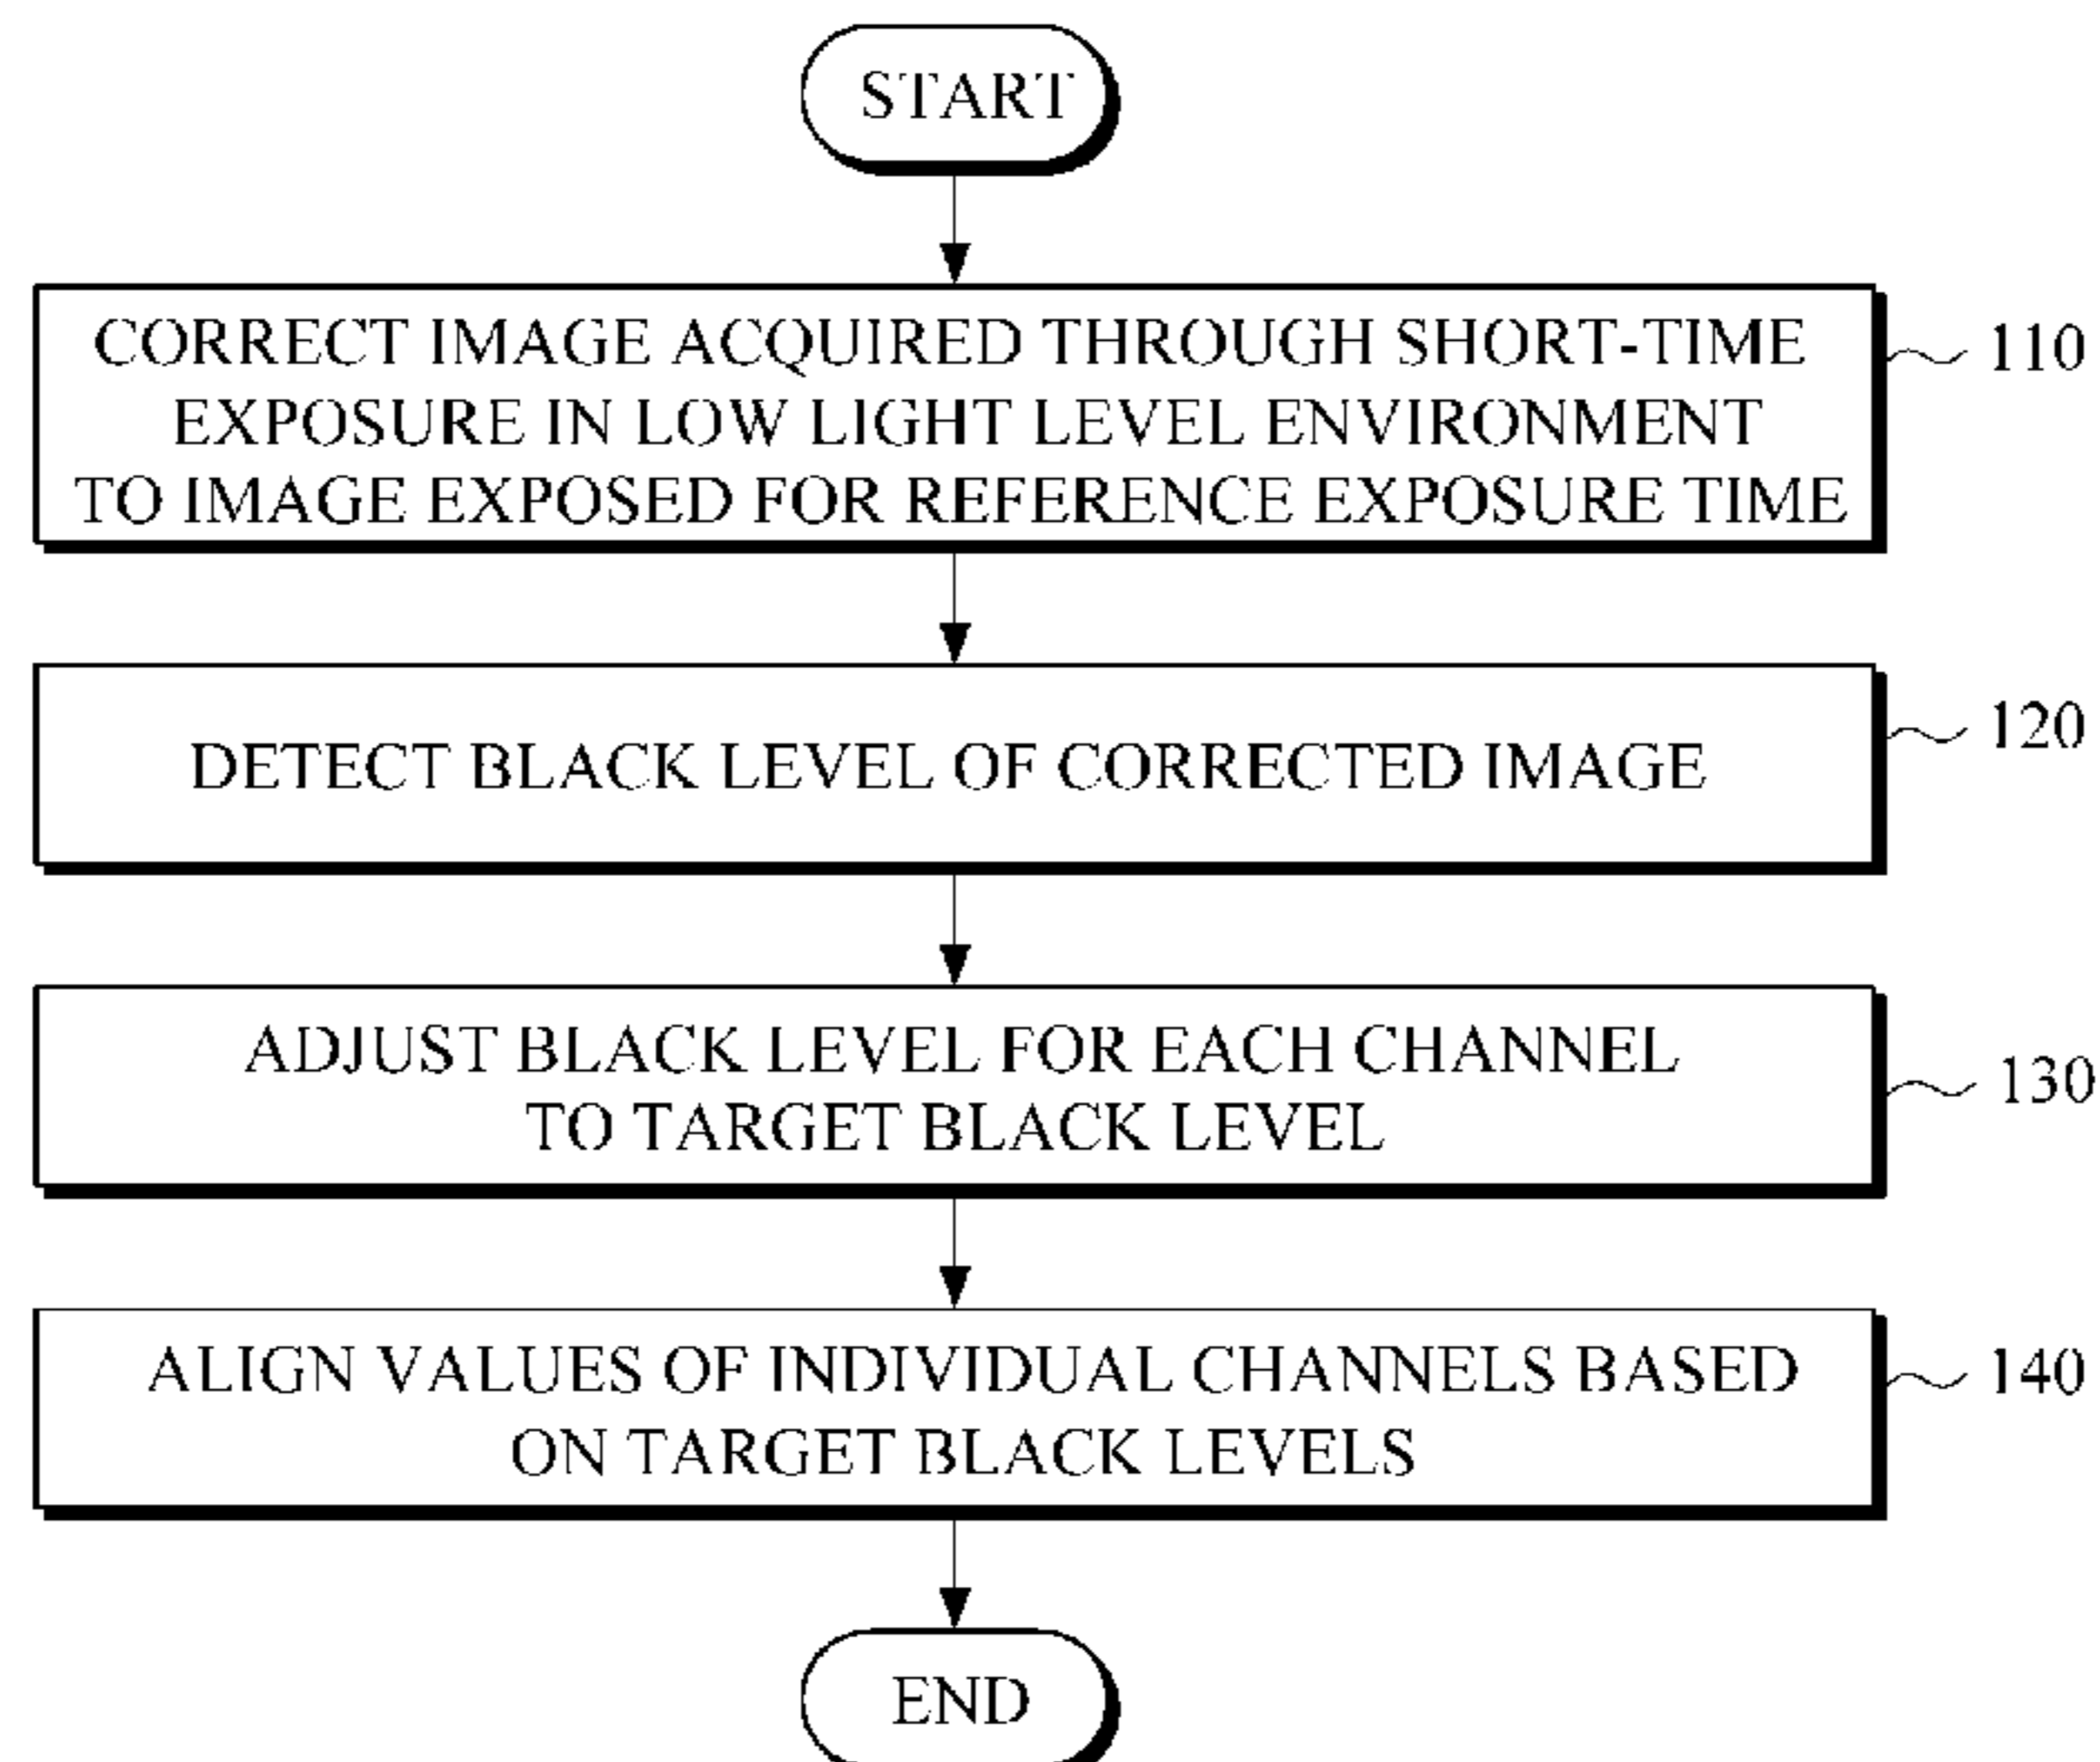 START
CORRECT IMAGE ACQUIRED THROUGH SHORT-TIME
EXPOSURE IN LOW LIGHT LEVEL ENVIRONMENT
TO IMAGE EXPOSED FOR REFERENCE EXPOSURE TIME
110
DETECT BLACK LEVEL OF CORRECTED IMAGE
120
ADJUST BLACK LEVEL FOR EACH CHANNEL
TO TARGET BLACK LEVEL
130
ALIGN VALUES OF INDIVIDUAL CHANNELS BASED
ON TARGET BLACK LEVELS
140
END